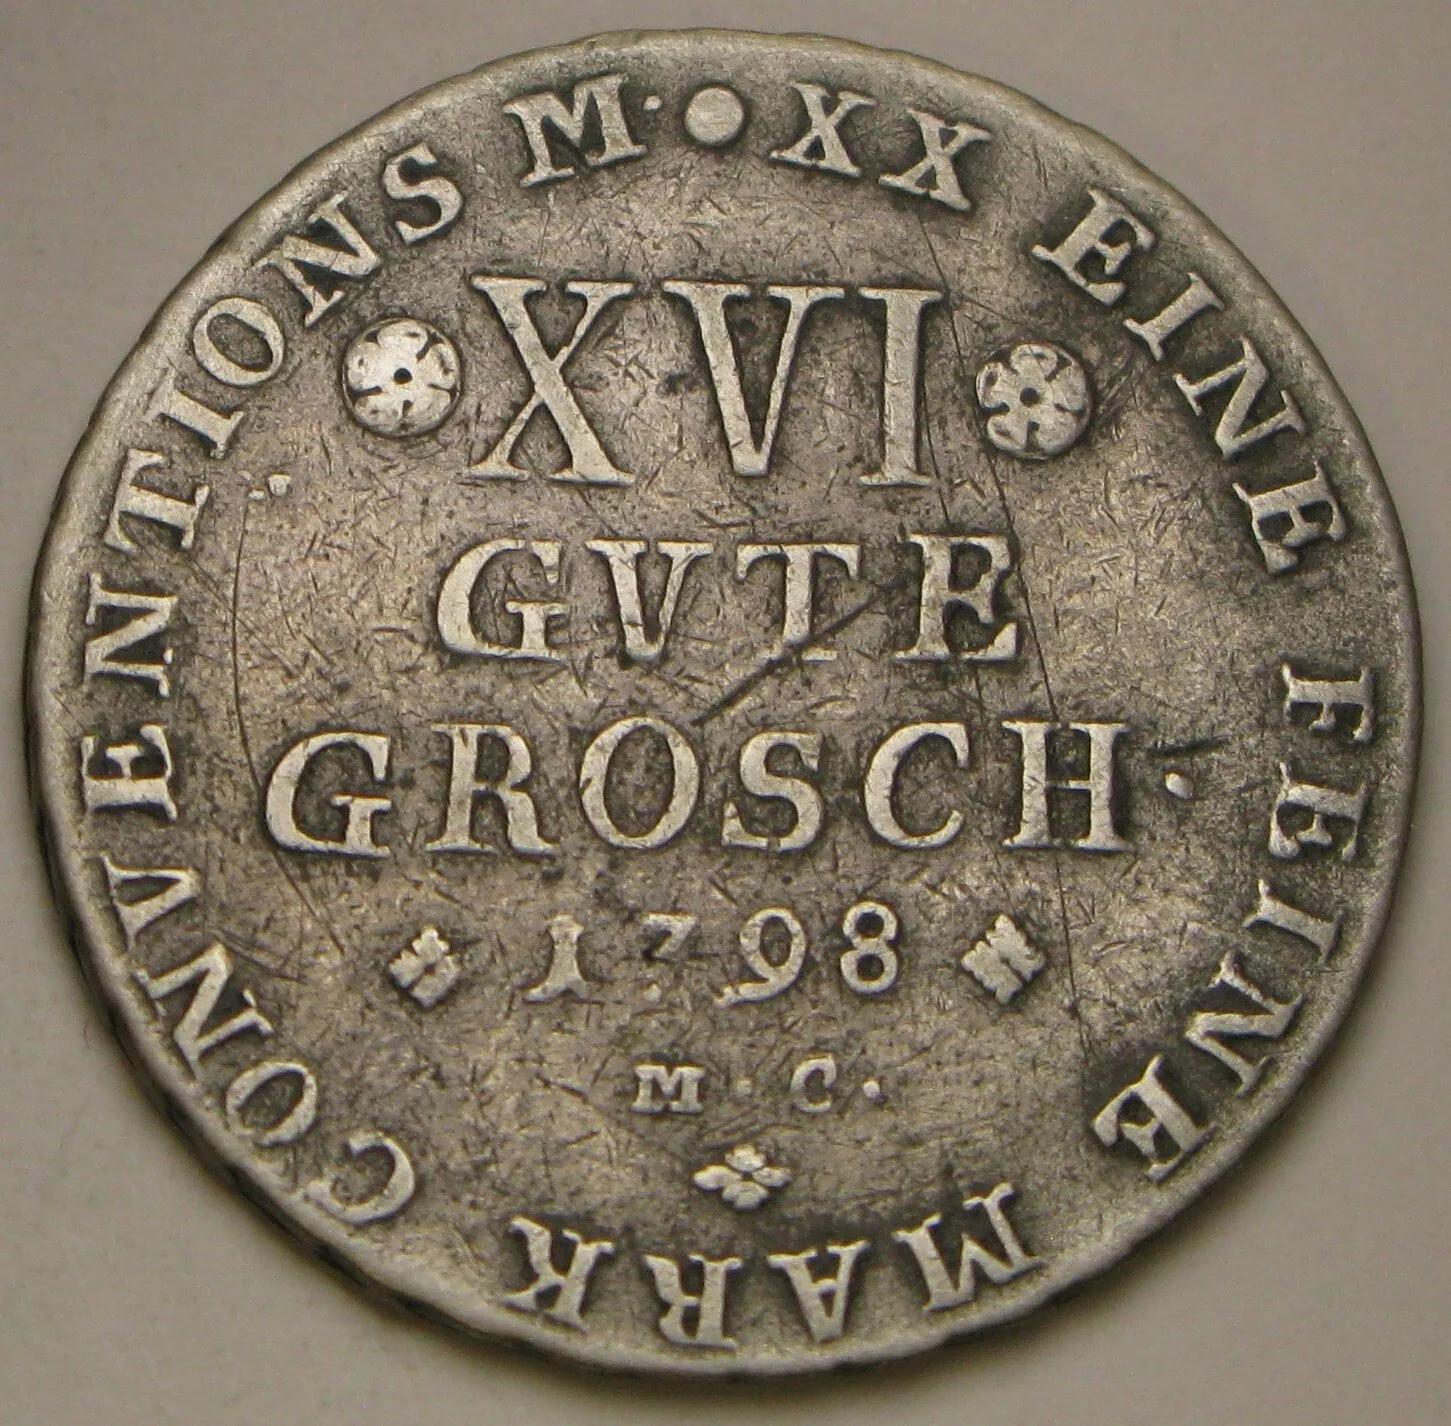 XX EINE FEINE MARK CONVENTIONS M·
XVI
GVTE
GROSCH·
1798
M·C·